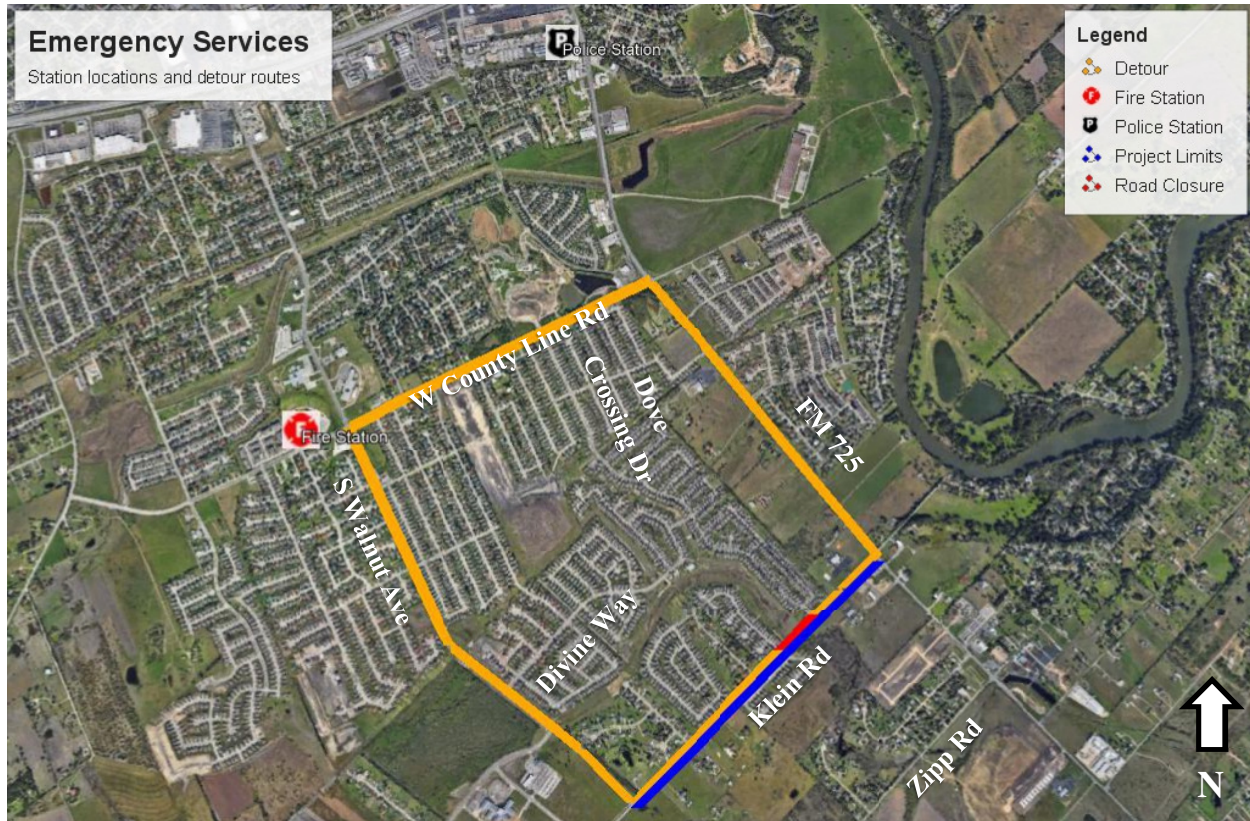 Emergency Services
Station locations and detour routes
P
Police Station
Legend
Detour
F
Fire Station
P
Police Station
Project Limits
Road Closure
W County Line Rd
Dove
Crossing Dr
FM 725
F
Fire Station
S Walnut Ave
Divine Way
Klein Rd
Zipp Rd
N